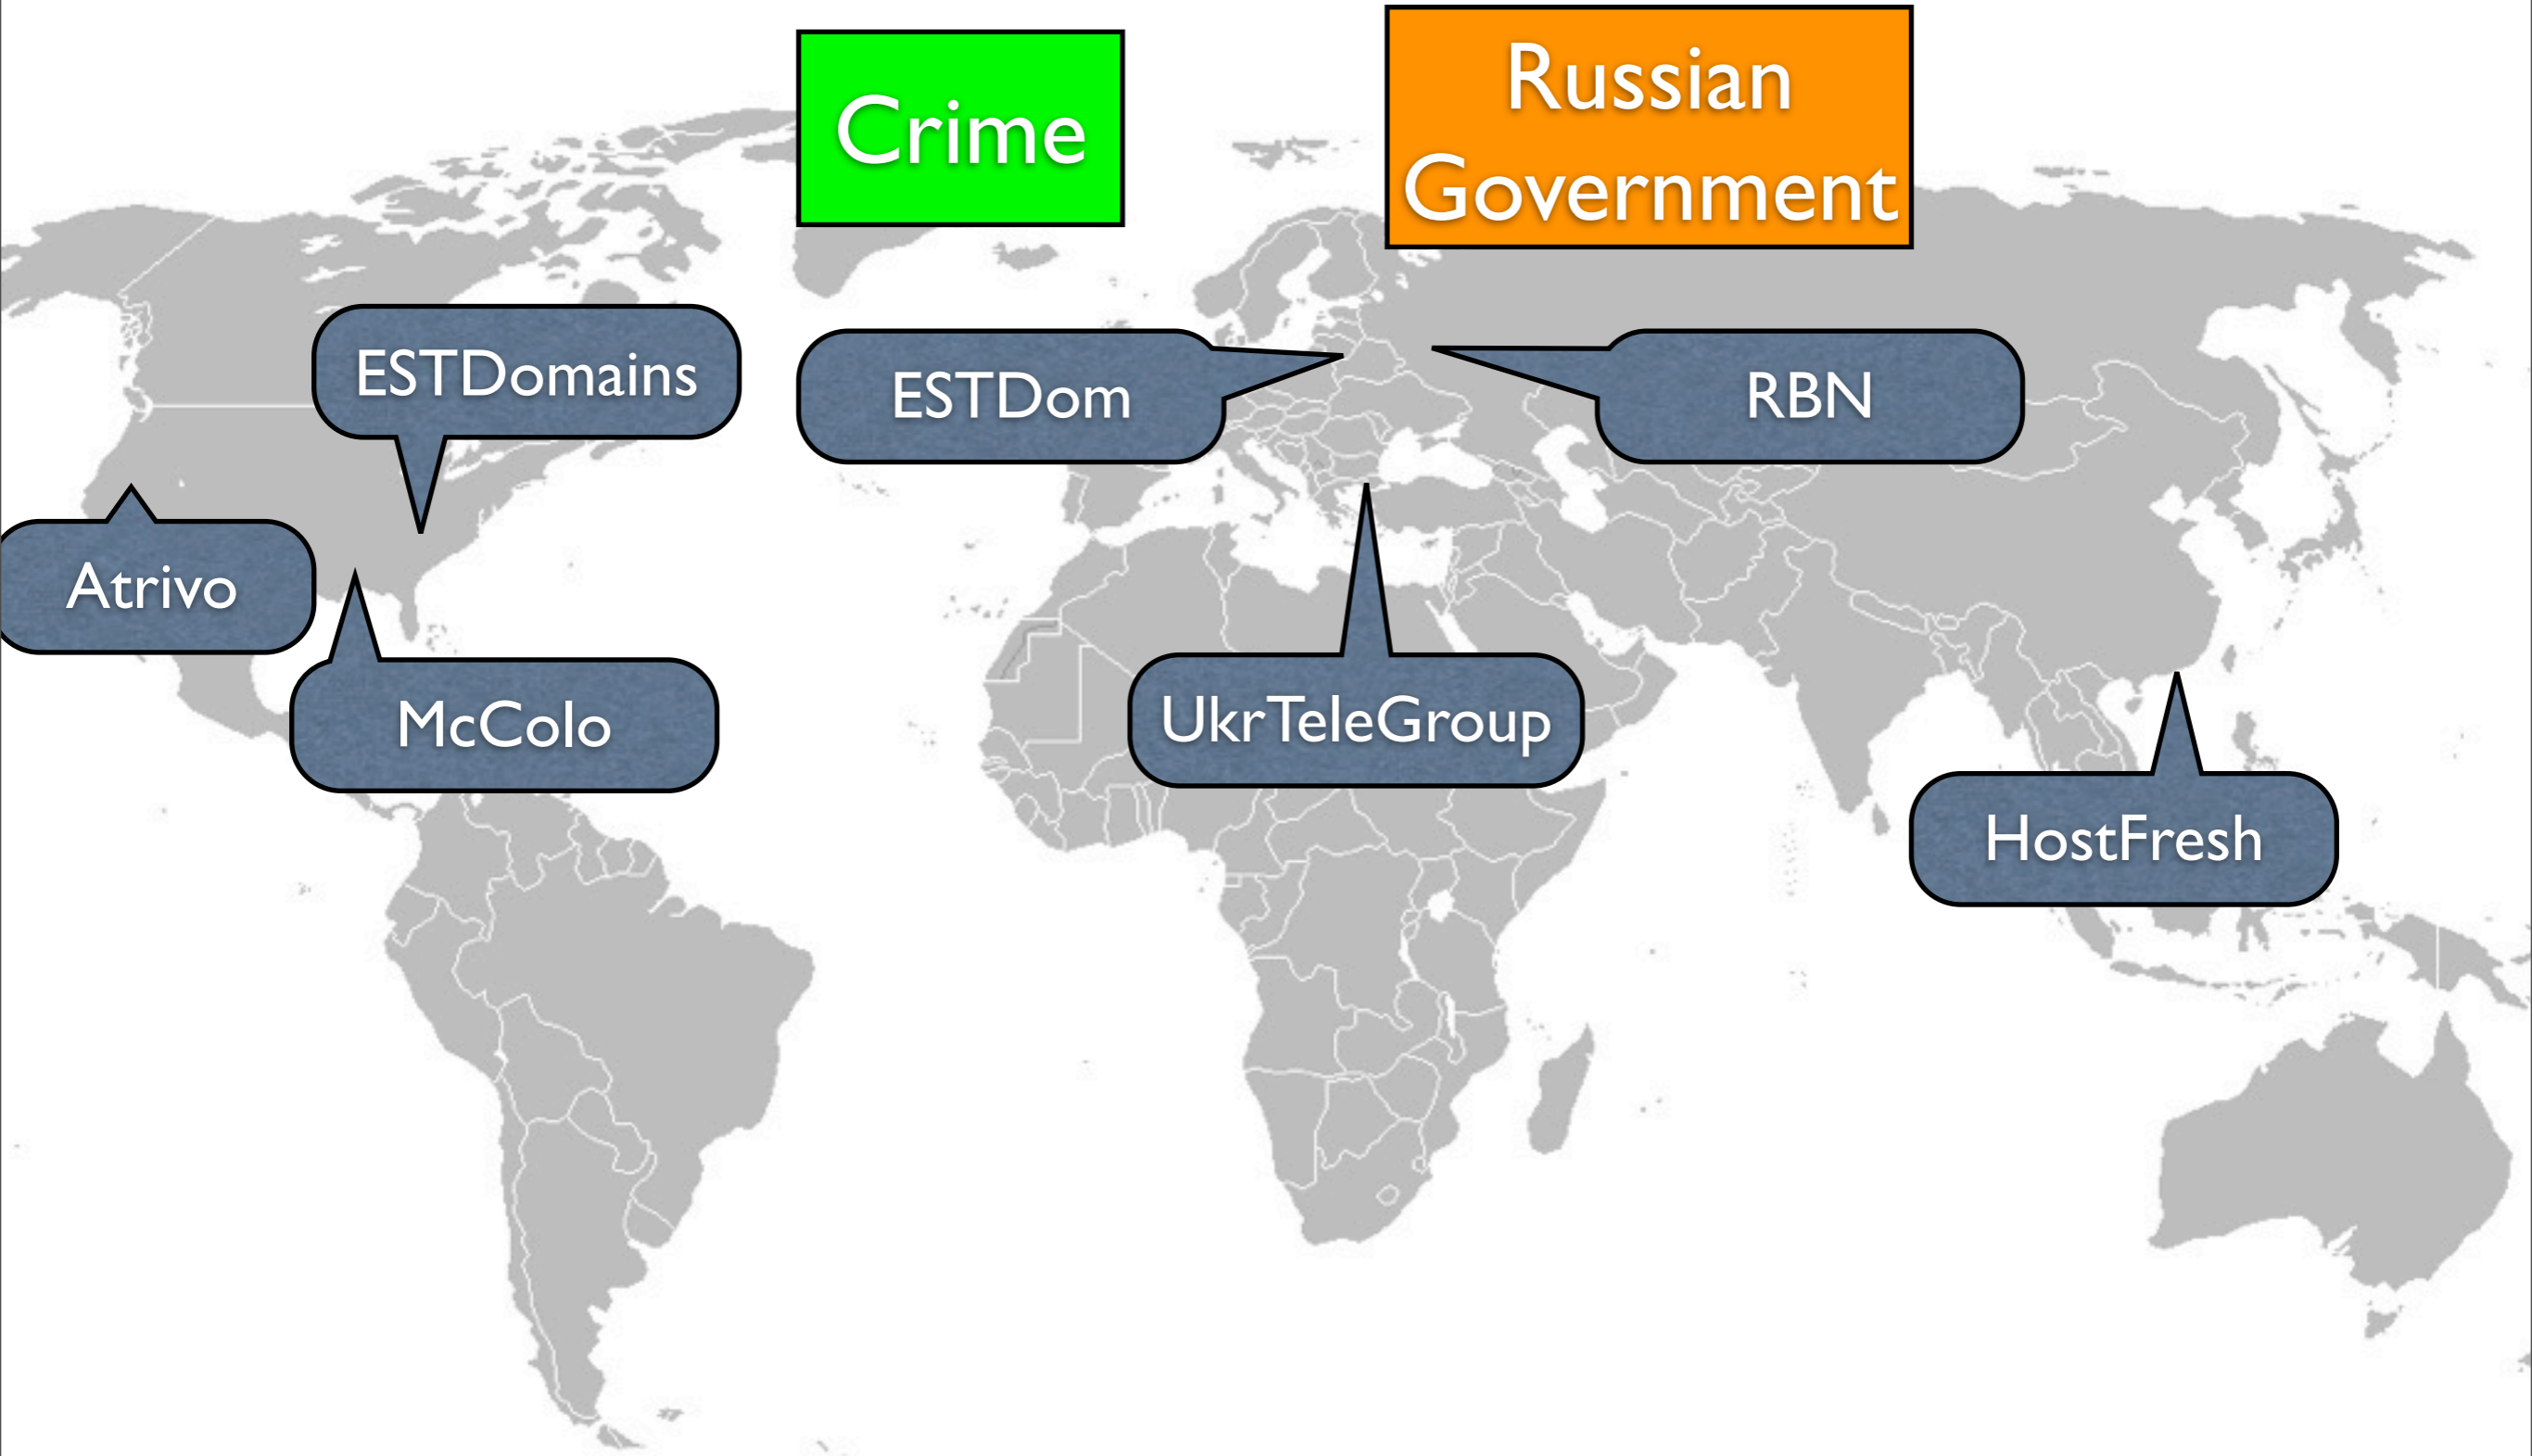 Crime
Russian
Government
ESTDomains
ESTDom
RBN
Atrivo
McColo
UkrTeleGroup
HostFresh